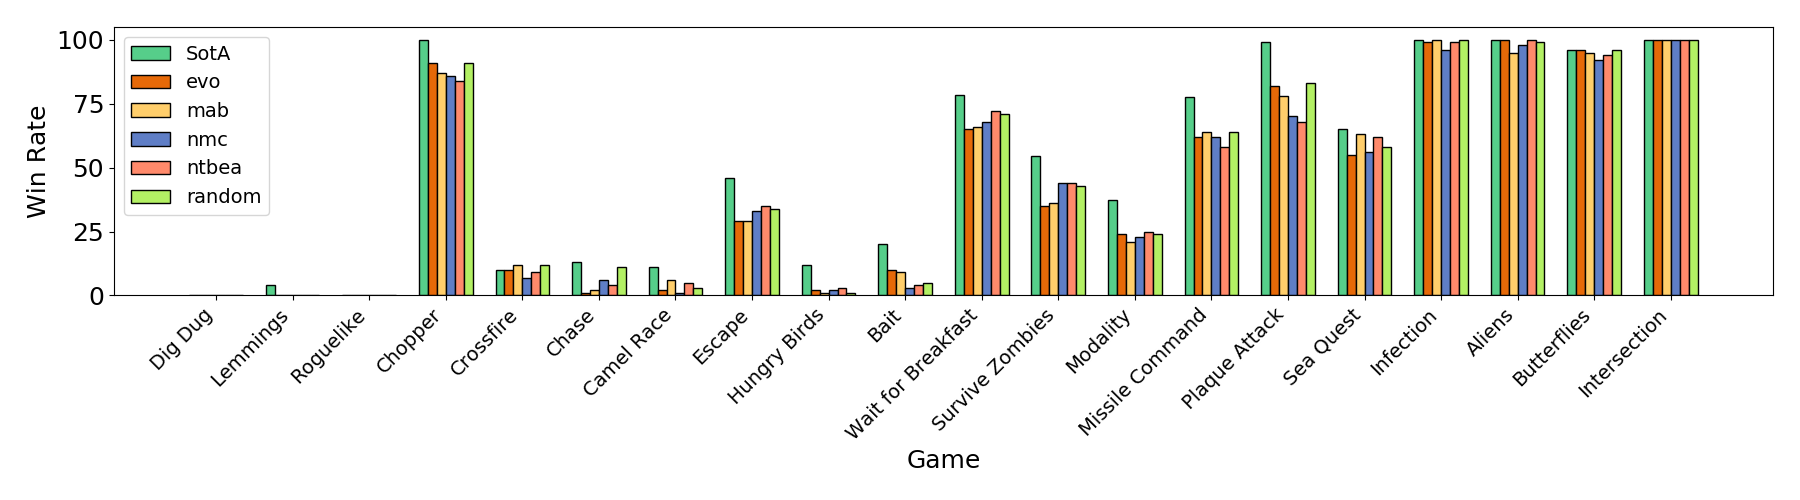 100
75
50
25
0
Win Rate
SotA
evo
mab
nmc
ntbea
random
Dig Dug
Lemmings
Roguelike
Chopper
Crossfire
Chase
Camel Race
Escape
Hungry Birds
Bait
Wait for Breakfast
Survive Zombies
Modality
Missile Command
Plaque Attack
Sea Quest
Infection
Aliens
Butterflies
Intersection
Game